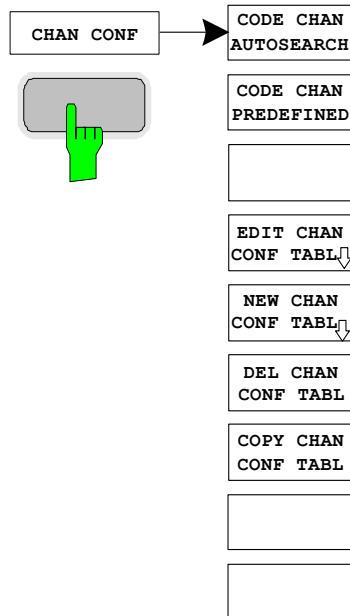 CHAN CONF
CODE CHAN
AUTOSEARCH
CODE CHAN
PREDEFINED
EDIT CHAN
CONF TABL
NEW CHAN
CONF TABL
DEL CHAN
CONF TABL
COPY CHAN
CONF TABL